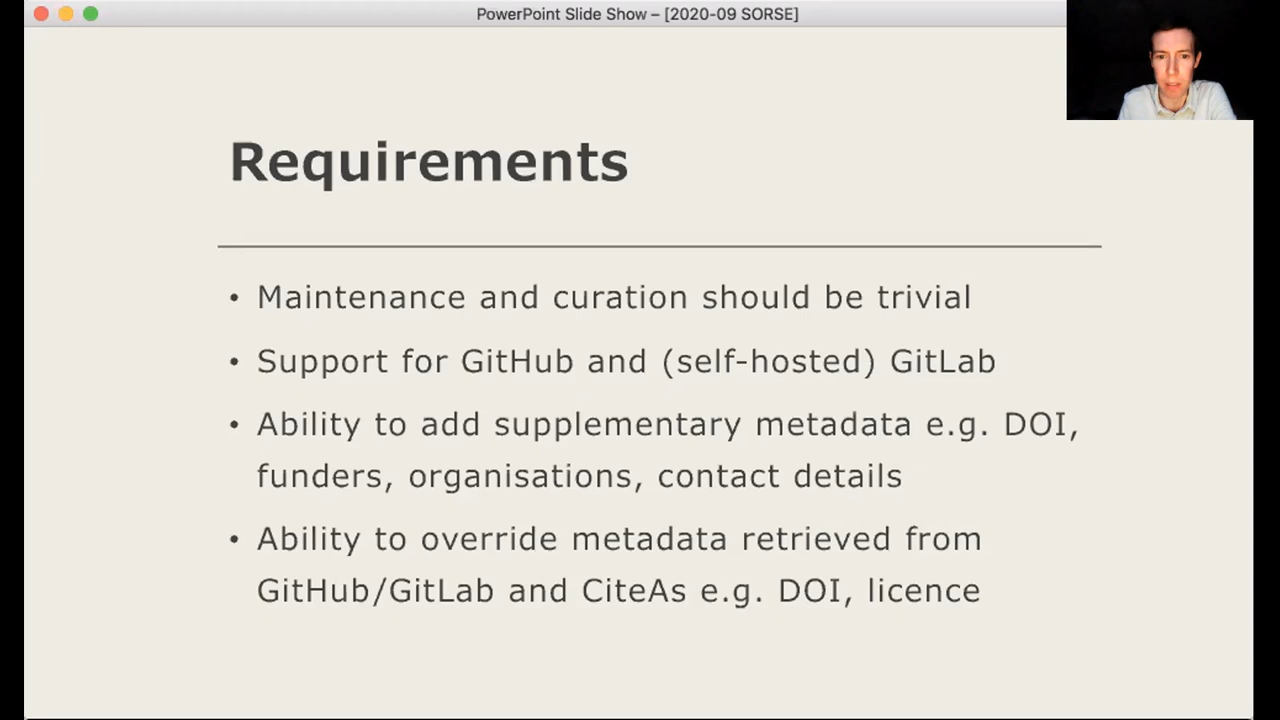 PowerPoint Slide Show – [2020-09 SORSE]
Requirements
• Maintenance and curation should be trivial
• Support for GitHub and (self-hosted) GitLab
• Ability to add supplementary metadata e.g. DOI,
funders, organisations, contact details
• Ability to override metadata retrieved from
GitHub/GitLab and CiteAs e.g. DOI, licence